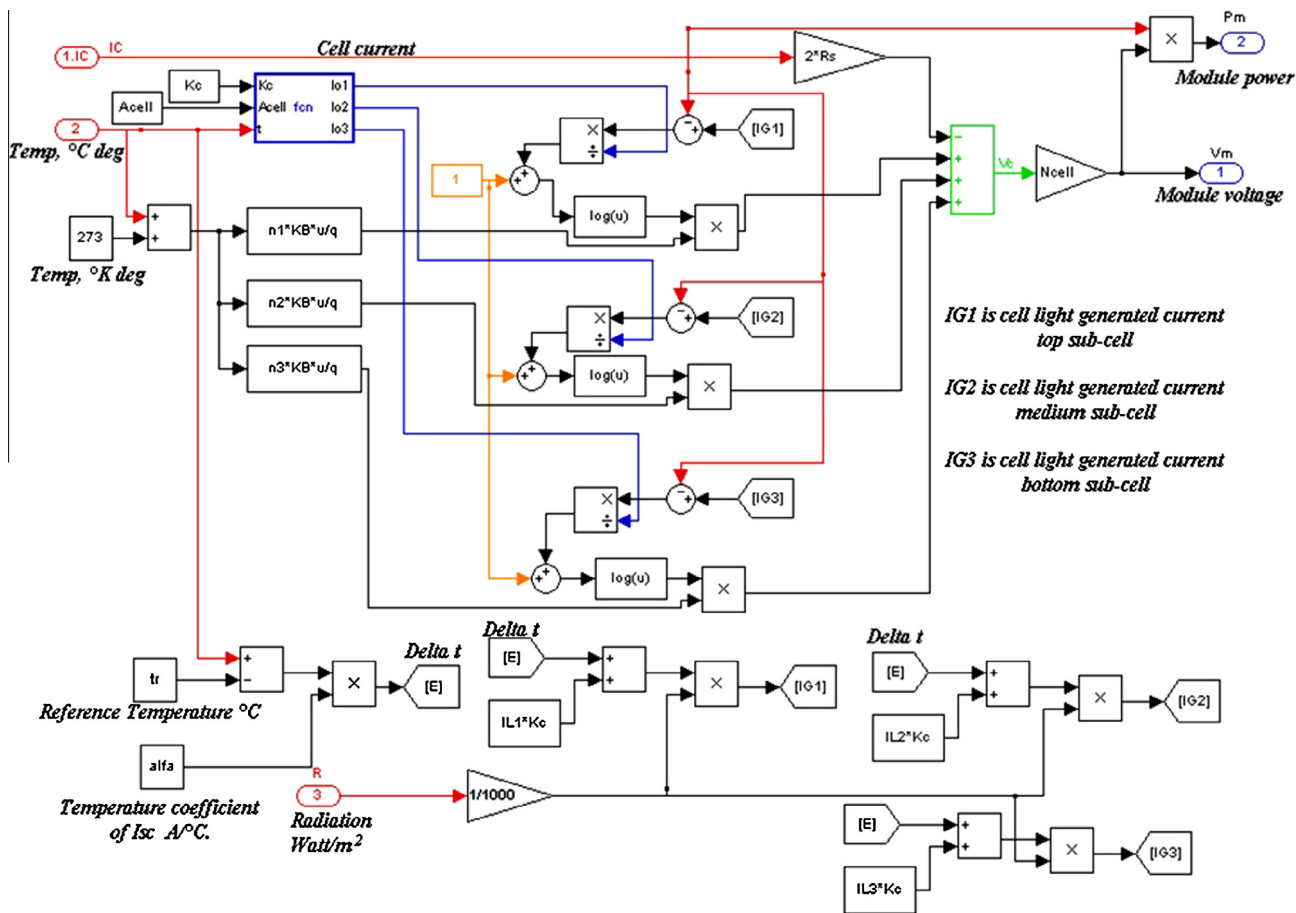 Pm
IC
Cell current
1.IC
2*Rs
×
2
Module power
Kc
Kc
Io1
Acell
Acell
fcn
Io2
[IG1]
2
t
Io3
×
÷
Temp, °C deg
1
Vc
Ncell
Vm
1
Module voltage
log(u)
×
273
+
+
n1*KB*u/q
Temp, °K deg
n2*KB*u/q
×
÷
[IG2]
IG1 is cell light generated current
top sub-cell
n3*KB*u/q
log(u)
×
IG2 is cell light generated current
medium sub-cell
IG3 is cell light generated current
bottom sub-cell
×
÷
[IG3]
log(u)
×
Delta t
Delta t
Delta t
[E]
[E]
[E]
tr
+
−
×
+
+
×
[IG1]
+
+
×
[IG2]
Reference Temperature °C
IL1*Kc
IL2*Kc
alfa
R
3
1/1000
Temperature coefficient
of Isc A/°C.
Radiation
Watt/m²
[E]
+
+
×
[IG3]
IL3*Kc